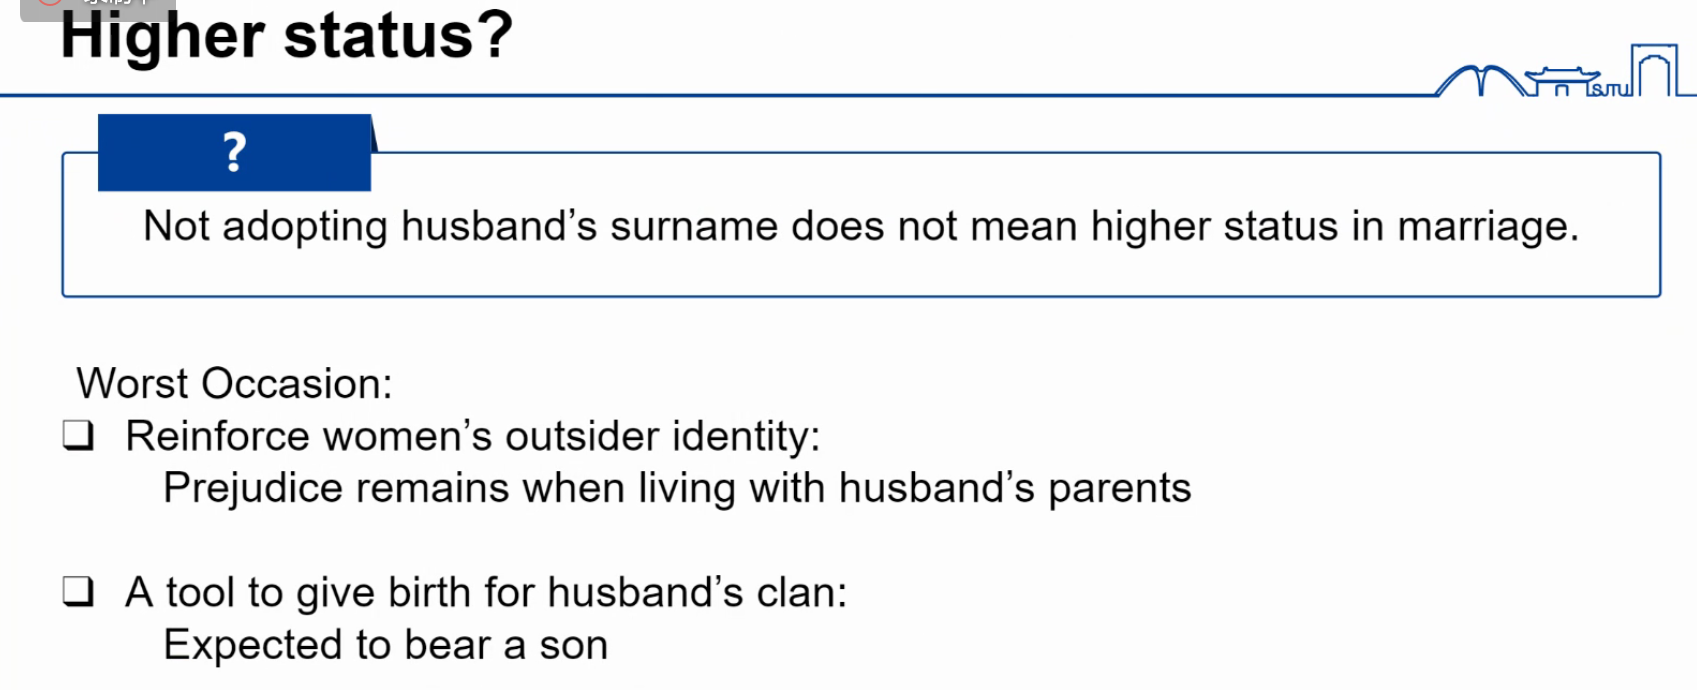 Higher status?
?
Not adopting husband’s surname does not mean higher status in marriage.
Worst Occasion:
❑ Reinforce women’s outsider identity:
Prejudice remains when living with husband’s parents
❑ A tool to give birth for husband’s clan:
Expected to bear a son